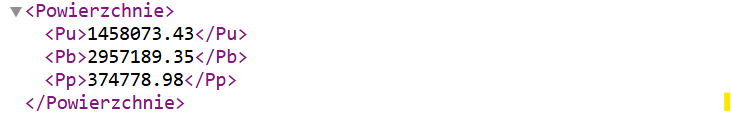 <Powierzchnie>
<Pu>1458073.43</Pu>
<Pb>2957189.35</Pb>
<Pp>374778.98</Pp>
</Powierzchnie>